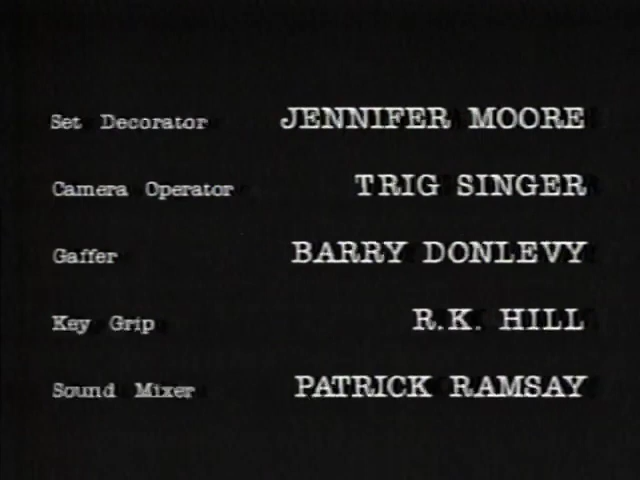 Set Decorator JENNIFER MOORE
Camera Operator TRIG SINGER
Gaffer BARRY DONLEVY
Key Grip R.K. HILL
Sound Mixer PATRICK RAMSAY